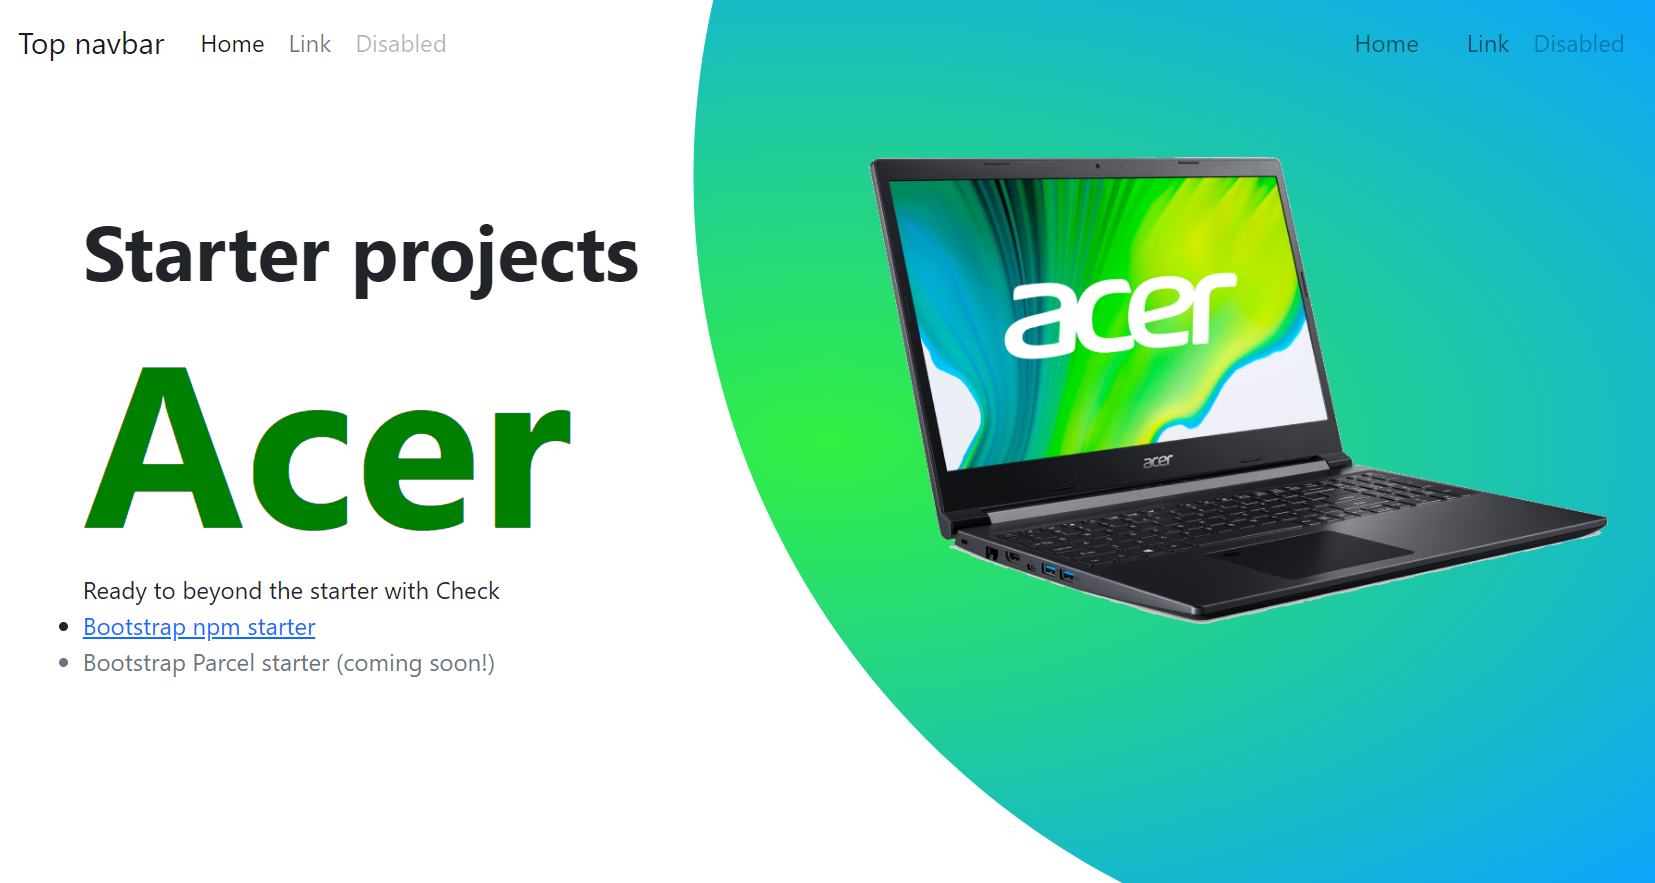 Top navbar Home Link Disabled Home Link Disabled
Starter projects
Acer
acer
acer
Ready to beyond the starter with Check
Bootstrap npm starter
Bootstrap Parcel starter (coming soon!)